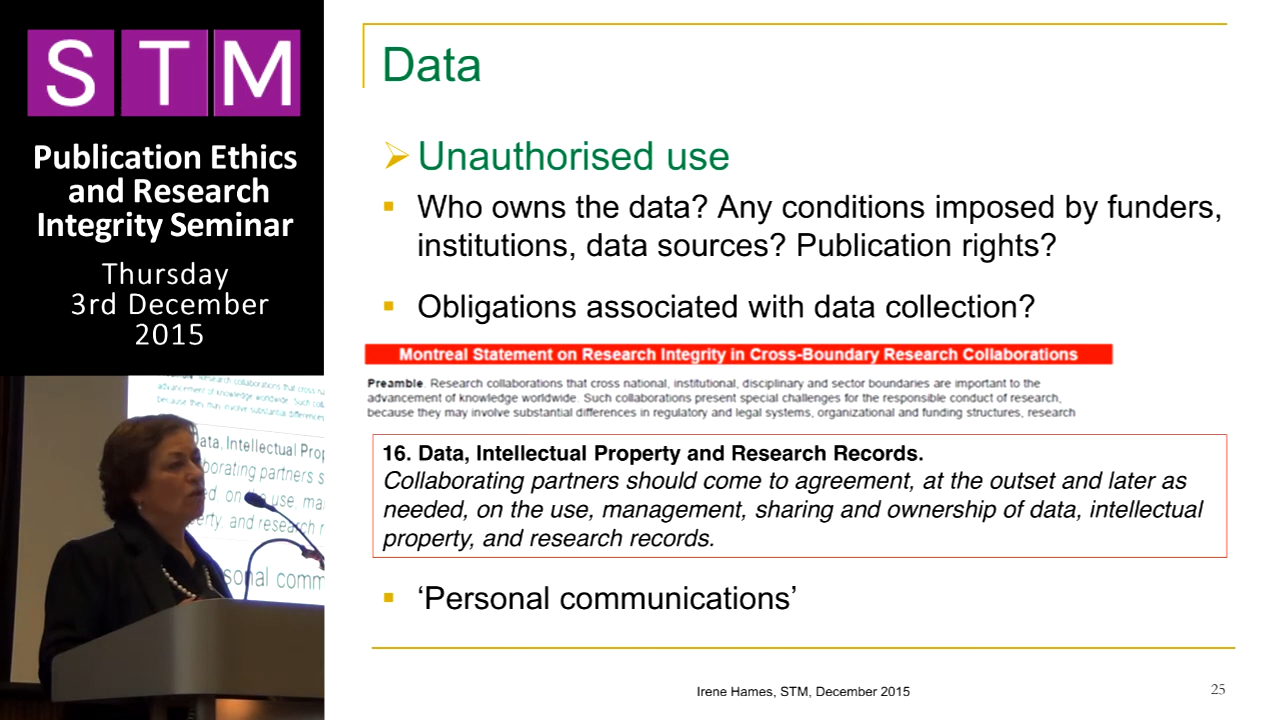 STM
Publication Ethics
and Research
Integrity Seminar
Thursday
3rd December
2015
Data
Unauthorised use
Who owns the data? Any conditions imposed by funders,
institutions, data sources? Publication rights?
Obligations associated with data collection?
Montreal Statement on Research Integrity in Cross-Boundary Research Collaborations
Preamble. Research collaborations that cross national, institutional, disciplinary and sector boundaries are important to the
advancement of knowledge worldwide. Such collaborations present special challenges for the responsible conduct of research,
because they may involve substantial differences in regulatory and legal systems, organizational and funding structures, research
16. Data, Intellectual Property and Research Records.
Collaborating partners should come to agreement, at the outset and later as
needed, on the use, management, sharing and ownership of data, intellectual
property, and research records.
‘Personal communications’
Irene Hames, STM, December 2015
25